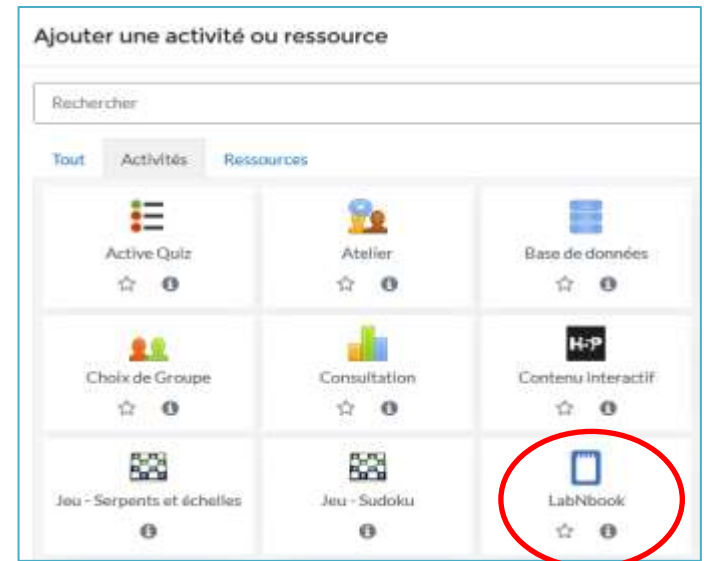 Ajouter une activité ou ressource
Rechercher
Tout Activités Ressources
Active Quiz Atelier Base de données
H-P
Choix de Groupe Consultation Contenu Interactif
Jeu - Serpents et échelles Jeu - Sudoku LabNbook